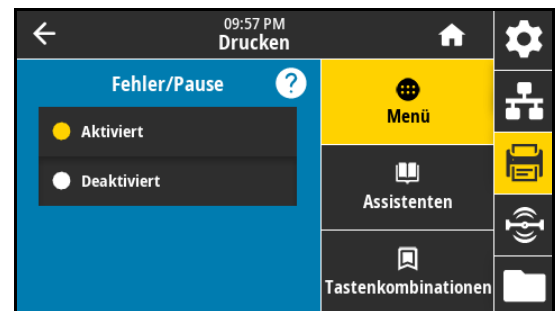 09:57 PM
Drucken
Fehler/Pause
?
Aktiviert
Deaktiviert
Menü
Assistenten
Tastenkombinationen